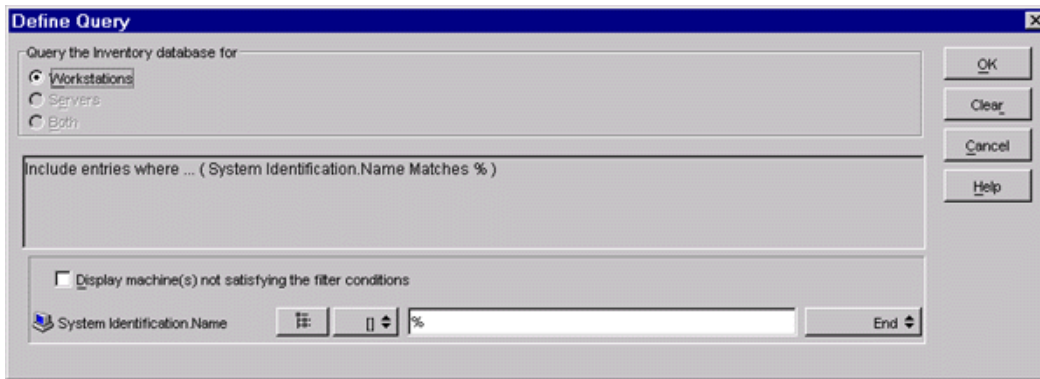 Define Query
Query the Inventory database for
Workstations
Servers
Both
OK
Clear
Cancel
Help
Include entries where ... ( System Identification.Name Matches % )
Display machine(s) not satisfying the filter conditions
System Identification.Name [] % End